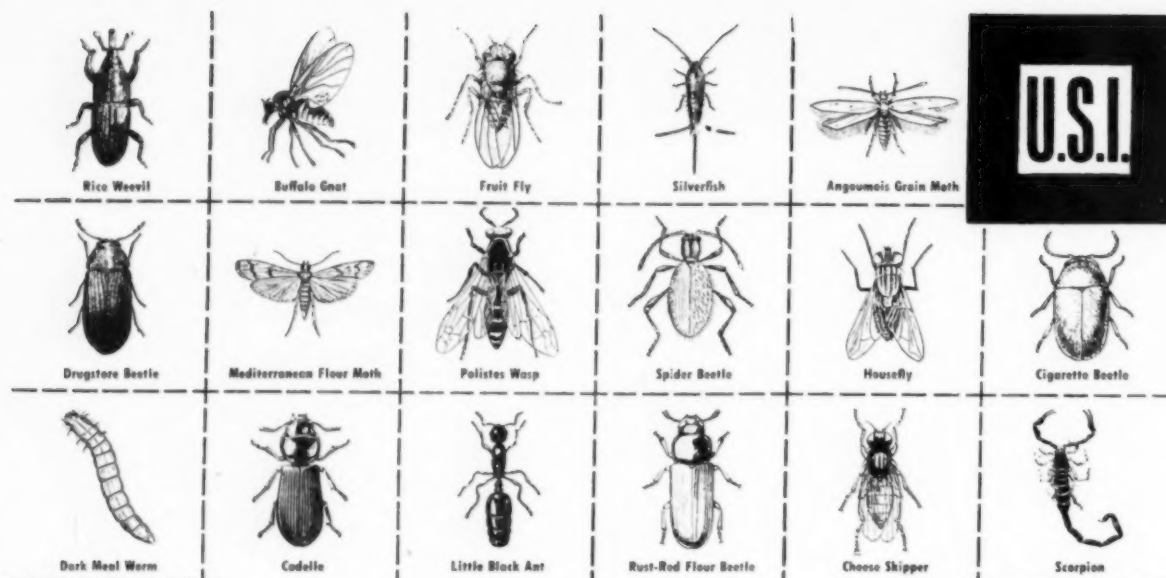 U.S.I.
Rice Weevil
Buffalo Gnat
Fruit Fly
Silverfish
Angoumois Grain Moth
Drugstore Beetle
Mediterranean Flour Moth
Polistes Wasp
Spider Beetle
Housefly
Cigarette Beetle
Dark Meal Worm
Cadelle
Little Black Ant
Rust-Red Flour Beetle
Cheese Skipper
Scorpion